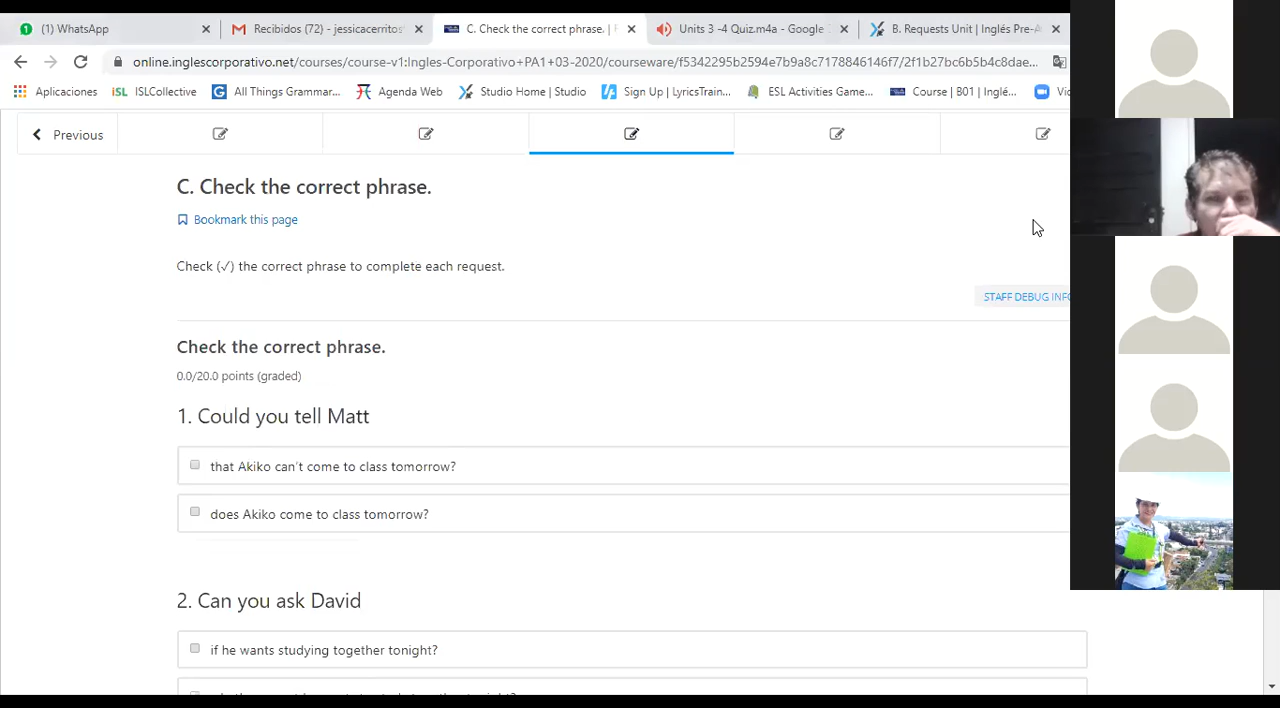 (1) WhatsApp
Recibidos (72) - jessicacerritos
C. Check the correct phrase. |
Units 3 -4 Quiz.m4a - Google
B. Requests Unit | Inglés Pre-A
online.inglescorporativo.net/courses/course-v1:Ingles-Corporativo+PA1+03-2020/courseware/f5342295b2594e7b9a8c7178846146f7/2f1b27bc6b5b4c8dae...
Aplicaciones
iSL ISLCollective
All Things Grammar...
Agenda Web
Studio Home | Studio
Sign Up | LyricsTrain...
ESL Activities Game...
Course | B01 | Inglé...
Previous
C. Check the correct phrase.
Bookmark this page
Check (✓) the correct phrase to complete each request.
STAFF DEBUG INFO
Check the correct phrase.
0.0/20.0 points (graded)
1. Could you tell Matt
that Akiko can't come to class tomorrow?
does Akiko come to class tomorrow?
2. Can you ask David
if he wants studying together tonight?